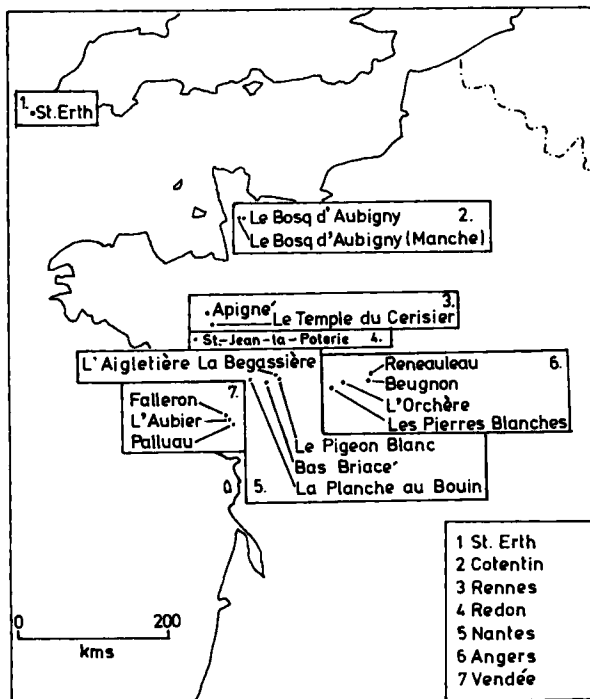 1.
St. Erth
Le Bosq d'Aubigny 2.
Le Bosq d'Aubigny (Manche)
Apigné 3.
Le Temple du Cerisier
St-Jean-la-Poterie 4.
L'Aigletière La Begassière
6.
Reneauleau
Beugnon
L'Orchère
Les Pierres Blanches
7.
Falleron
L'Aubier
Palluau
Le Pigeon Blanc
Bas Briacé
5. La Planche au Bouin
1 St. Erth
2 Cotentin
3 Rennes
4 Redon
5 Nantes
6 Angers
7 Vendée
0 200
kms